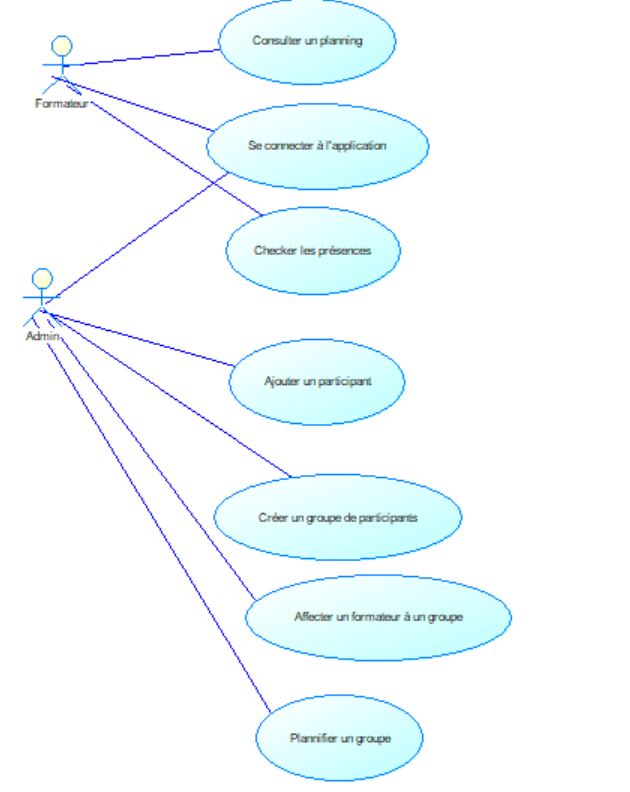 Consulter un planning
Formateur
Se connecter à l'application
Checker les présences
Admin
Ajouter un participant
Créer un groupe de participants
Affecter un formateur à un groupe
Plannifier un groupe